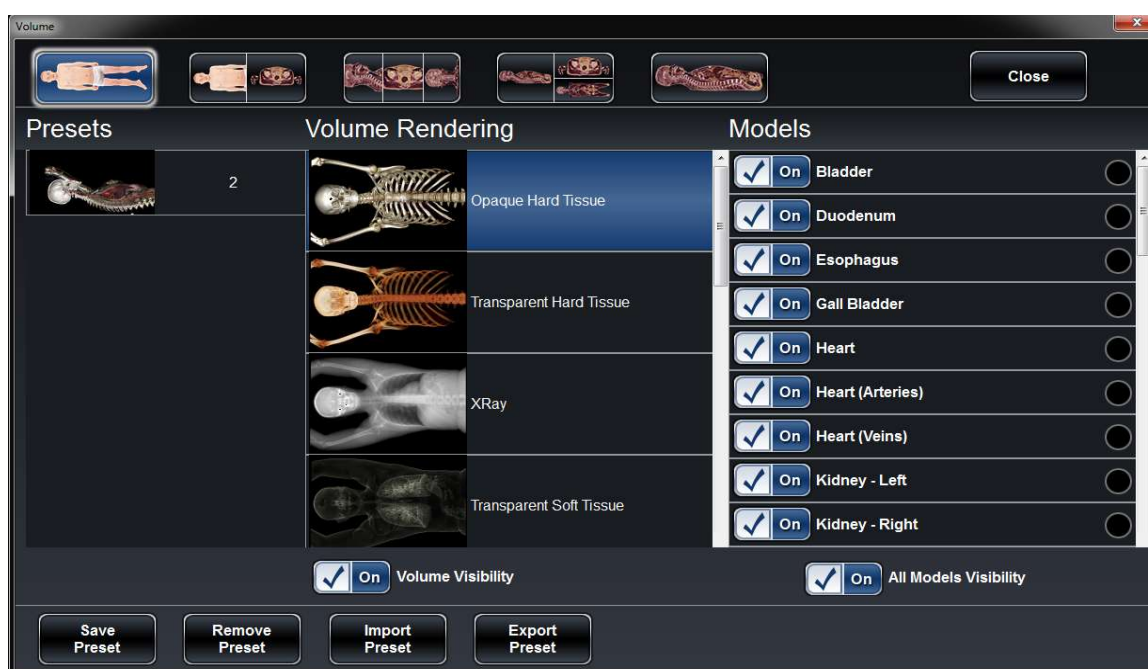 Volume
Close
Presets
Volume Rendering
Models
2
Opaque Hard Tissue
Transparent Hard Tissue
XRay
Transparent Soft Tissue
On Bladder
On Duodenum
On Esophagus
On Gall Bladder
On Heart
On Heart (Arteries)
On Heart (Veins)
On Kidney - Left
On Kidney - Right
On Volume Visibility
On All Models Visibility
Save
Preset
Remove
Preset
Import
Preset
Export
Preset